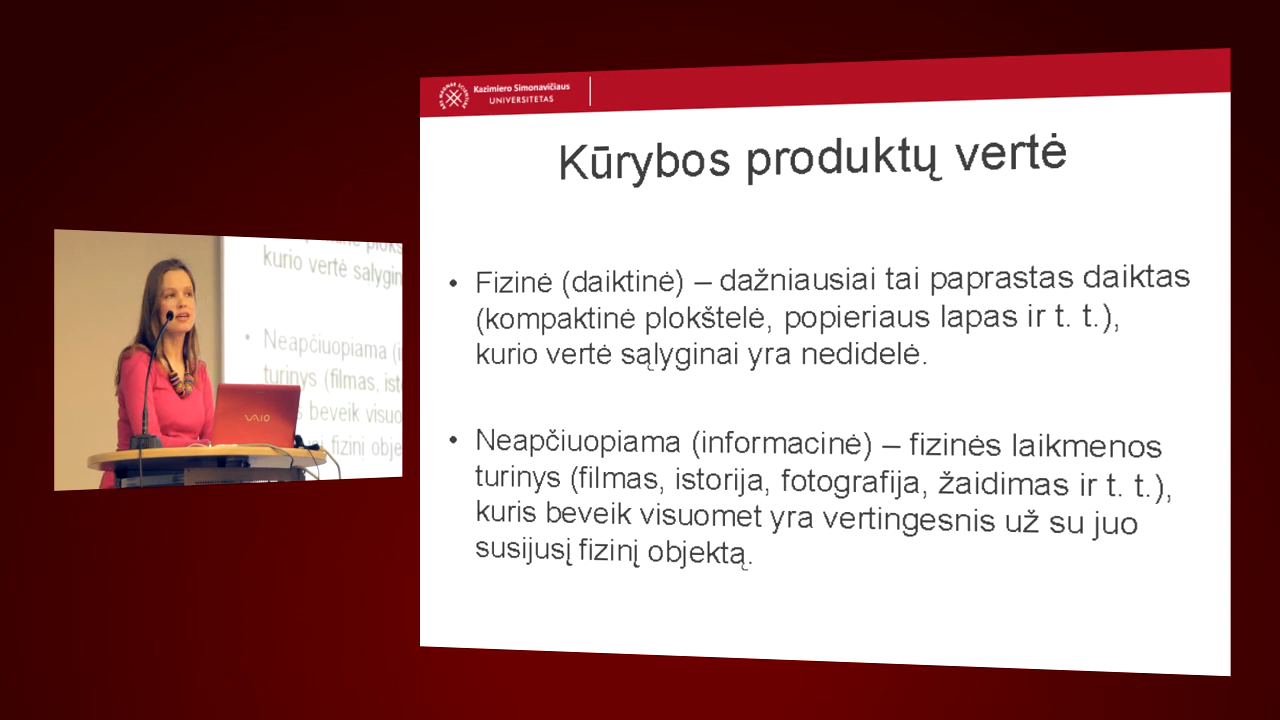 Kazimiero Simonavičiaus
UNIVERSITETAS
Kūrybos produktų vertė
• Fizinė (daiktinė) – dažniausiai tai paprastas daiktas
(kompaktinė plokštelė, popieriaus lapas ir t. t.),
kurio vertė sąlyginai yra nedidelė.
• Neapčiuopiama (informacinė) – fizinės laikmenos
turinys (filmas, istorija, fotografija, žaidimas ir t. t.),
kuris beveik visuomet yra vertingesnis už su juo
susijusį fizinį objektą.
kurio vertė sąlygin
• Neapčiuopiama (i
turinys (filmas, ist
beveik visuo
fizinį obje
VAIO